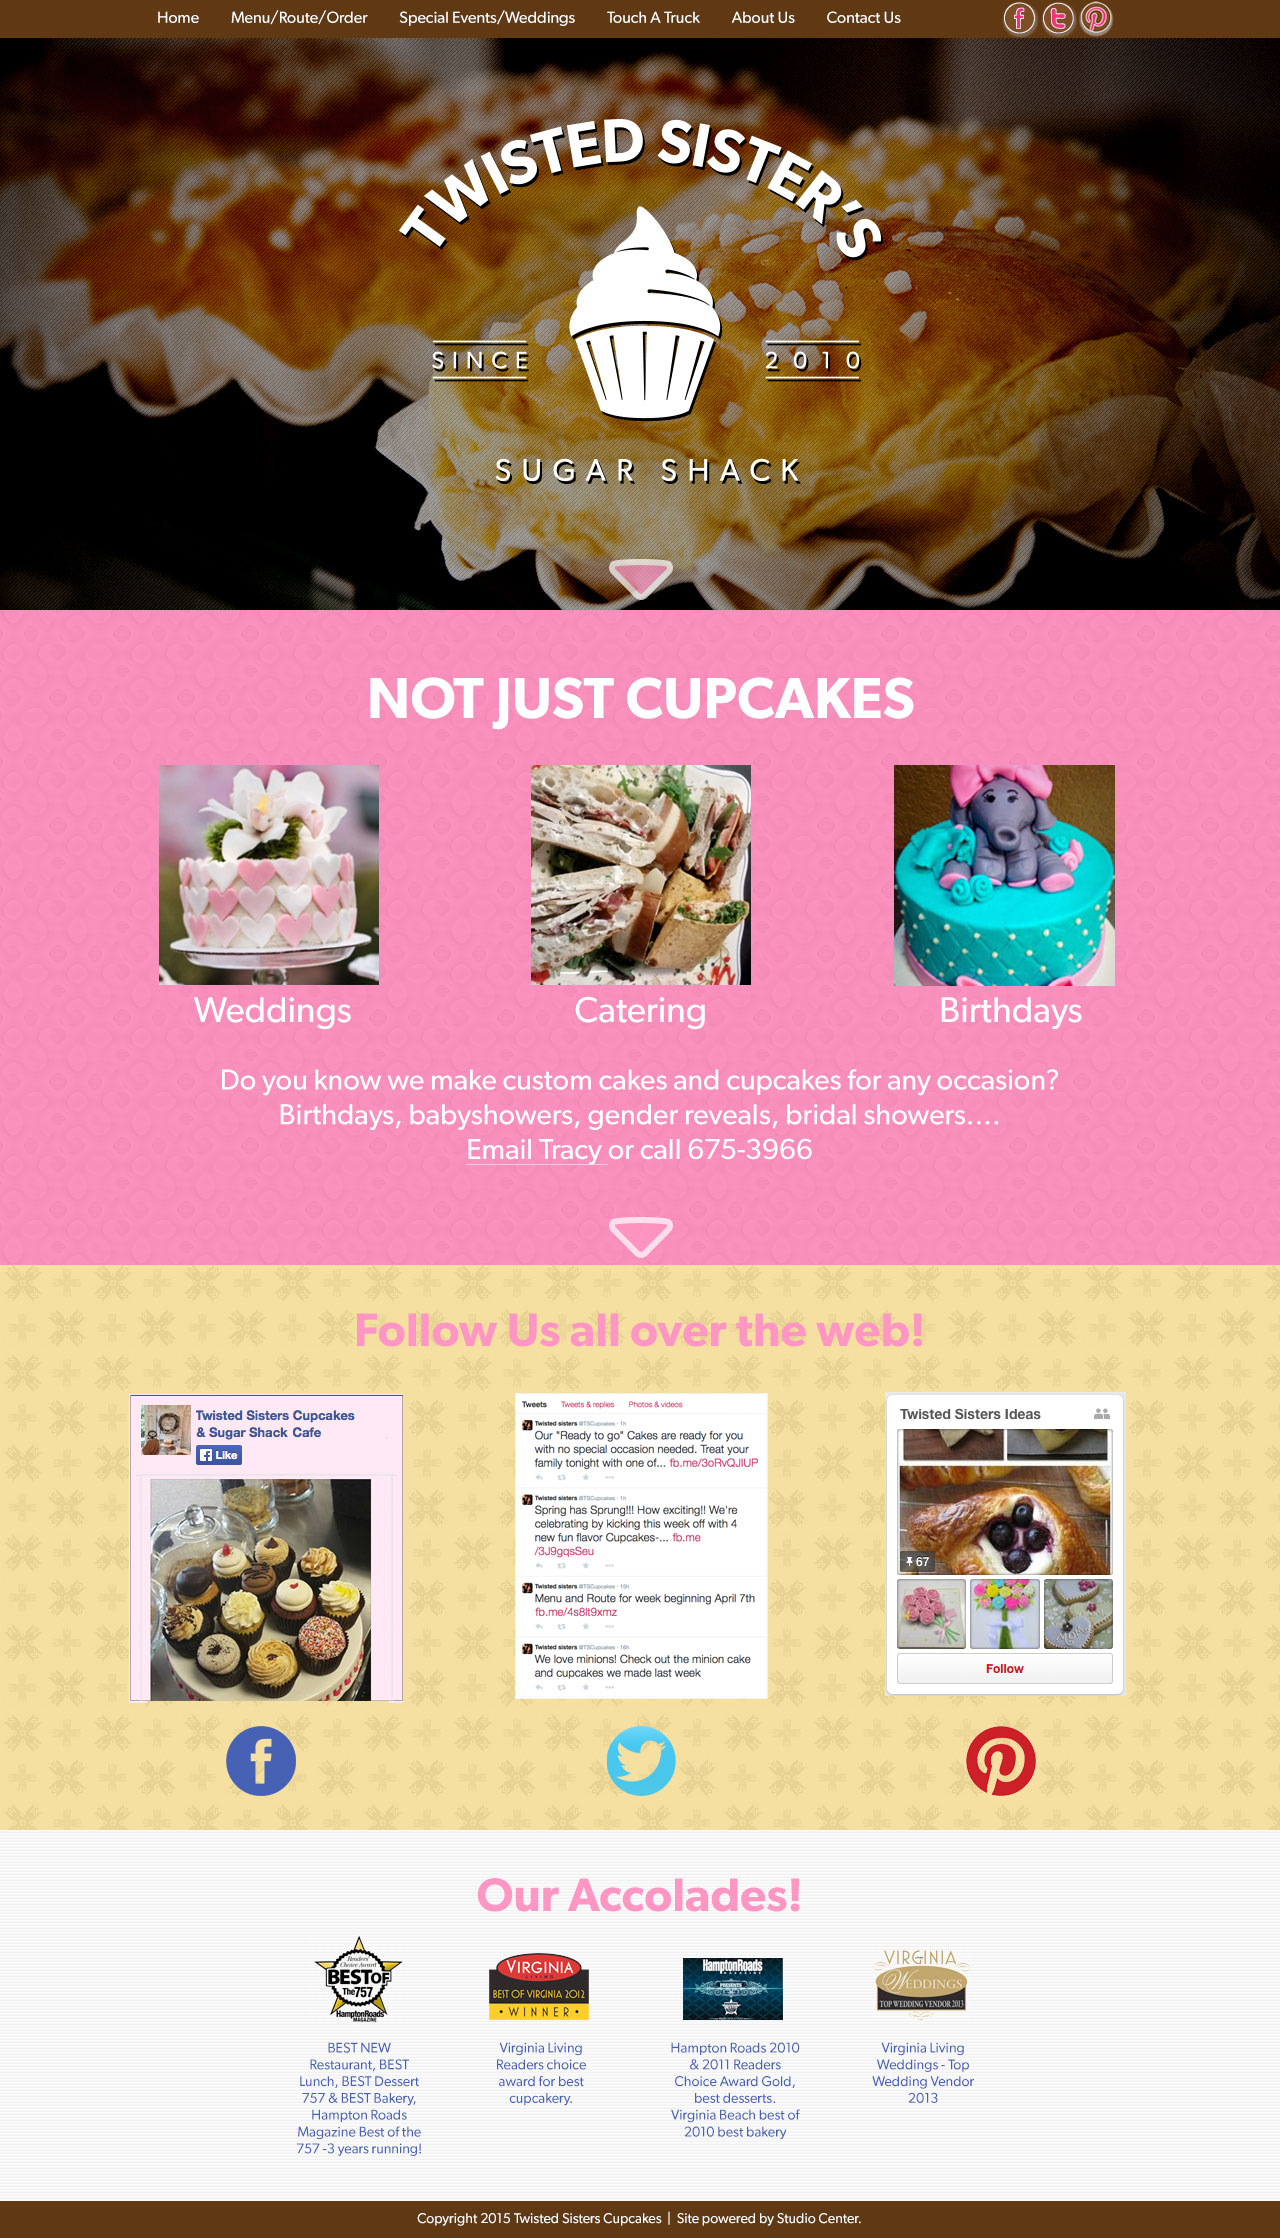 Home Menu/Route/Order Special Events/Weddings Touch A Truck About Us Contact Us
TWISTED SISTER'S
SINCE 2010
SUGAR SHACK
NOT JUST CUPCAKES
Weddings Catering Birthdays
Do you know we make custom cakes and cupcakes for any occasion?
Birthdays, babyshowers, gender reveals, bridal showers....
Email Tracy or call 675-3966
Follow Us all over the web!
Twisted Sisters Cupcakes
& Sugar Shack Cafe
Like
Tweets Tweets & replies Photos & videos
Twisted sisters @TSCupcakes · 1h
Our "Ready to go" Cakes are ready for you
with no special occasion needed. Treat your
family tonight with one of... fb.me/3oRvQJIUP
Twisted sisters @TSCupcakes · 1h
Spring has Sprung!!! How exciting!! We're
celebrating by kicking this week off with 4
new fun flavor Cupcakes-... fb.me
/3J9gqsSeu
Twisted sisters @TSCupcakes · 16h
Menu and Route for week beginning April 7th
fb.me/4s8lt9xmz
Twisted sisters @TSCupcakes · 16h
We love minions! Check out the minion cake
and cupcakes we made last week
Twisted Sisters Ideas
67
Follow
Our Accolades!
Readers'
Choice Award
BEST OF
The 757
HamptonRoads
MAGAZINE
BEST NEW
Restaurant, BEST
Lunch, BEST Dessert
757 & BEST Bakery,
Hampton Roads
Magazine Best of the
757 -3 years running!
VIRGINIA
LIVING
BEST OF VIRGINIA 2012
• WINNER •
Virginia Living
Readers choice
award for best
cupcakery.
HamptonRoads
MAGAZINE
PRESENTS
Hampton Roads 2010
& 2011 Readers
Choice Award Gold,
best desserts.
Virginia Beach best of
2010 best bakery
VIRGINIA
WEDDINGS
TOP WEDDING VENDOR 2013
Virginia Living
Weddings - Top
Wedding Vendor
2013
Copyright 2015 Twisted Sisters Cupcakes | Site powered by Studio Center.